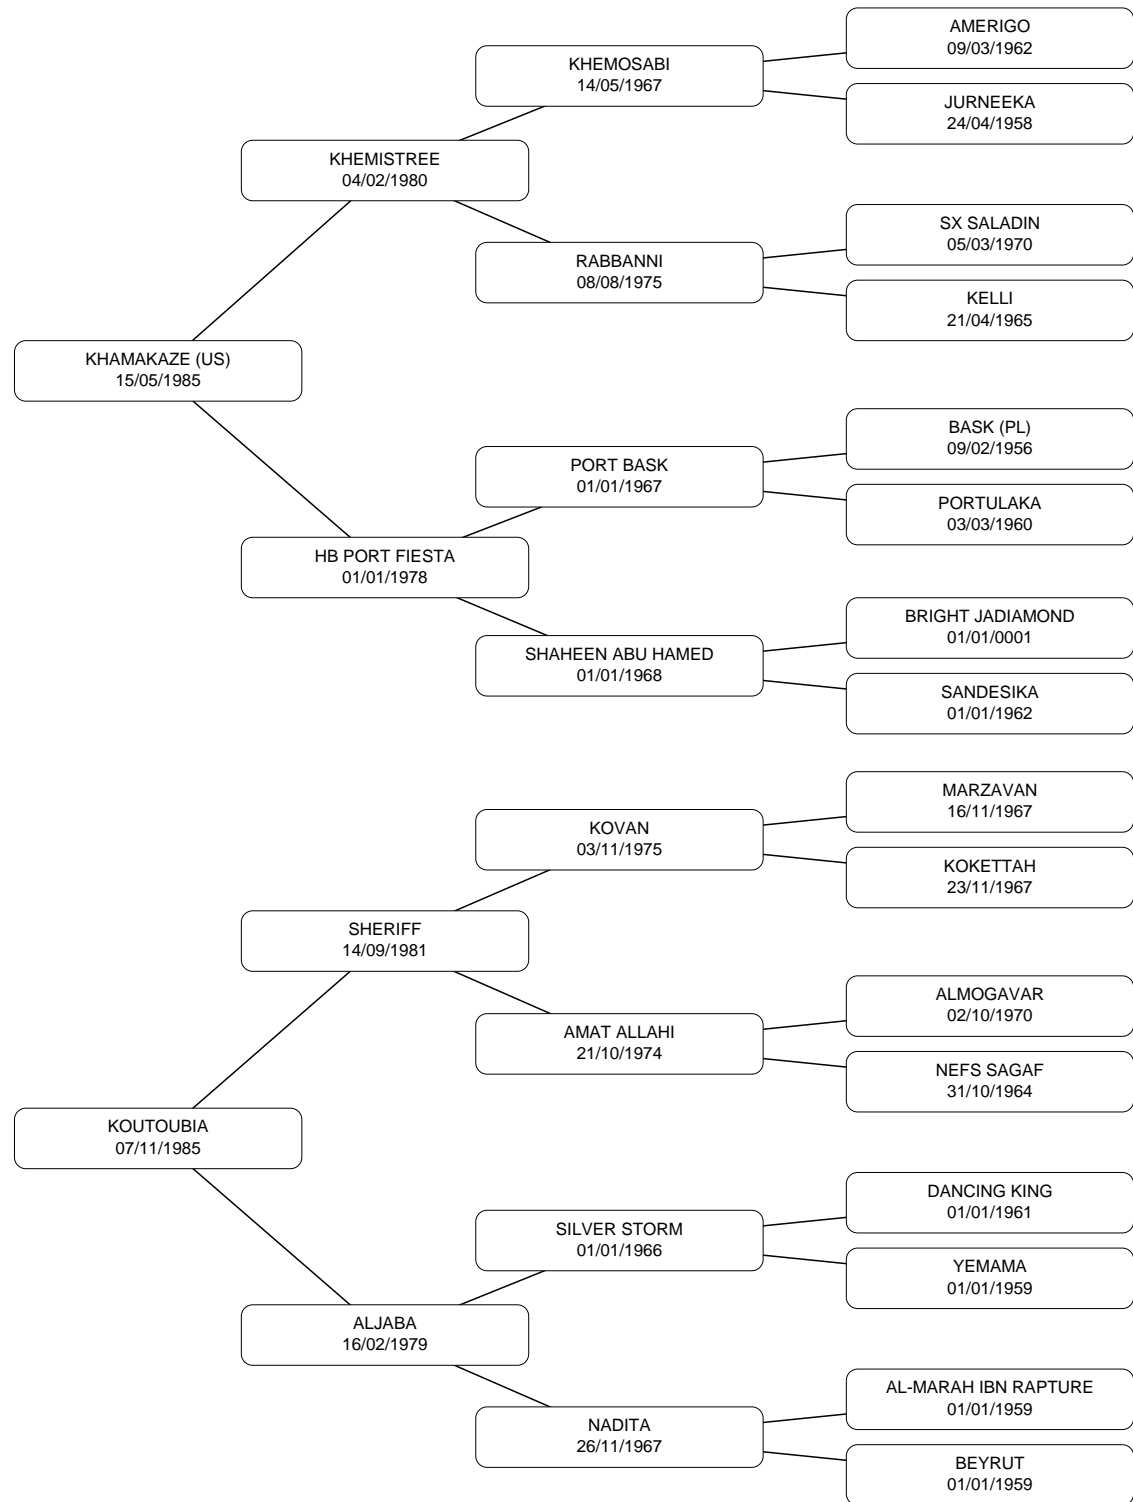 AMERIGO
09/03/1962
KHEMOSABI
14/05/1967
JURNEEKA
24/04/1958
KHEMISTREE
04/02/1980
SX SALADIN
05/03/1970
RABBANNI
08/08/1975
KELLI
21/04/1965
KHAMAKAZE (US)
15/05/1985
BASK (PL)
09/02/1956
PORT BASK
01/01/1967
PORTULAKA
03/03/1960
HB PORT FIESTA
01/01/1978
BRIGHT JADIAMOND
01/01/0001
SHAHEEN ABU HAMED
01/01/1968
SANDESIKA
01/01/1962
MARZAVAN
16/11/1967
KOVAN
03/11/1975
KOKETTAH
23/11/1967
SHERIFF
14/09/1981
ALMOGAVAR
02/10/1970
AMAT ALLAHI
21/10/1974
NEFS SAGAF
31/10/1964
KOUTOUBIA
07/11/1985
DANCING KING
01/01/1961
SILVER STORM
01/01/1966
YEMAMA
01/01/1959
ALJABA
16/02/1979
AL-MARAH IBN RAPTURE
01/01/1959
NADITA
26/11/1967
BEYRUT
01/01/1959